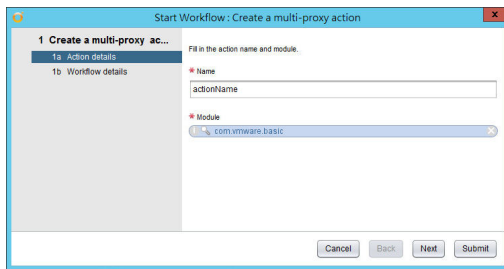 Start Workflow : Create a multi-proxy action
x
1 Create a multi-proxy ac...
1a Action details
1b Workflow details
Fill in the action name and module.
* Name
actionName
* Module
com.vmware.basic
Cancel
Back
Next
Submit